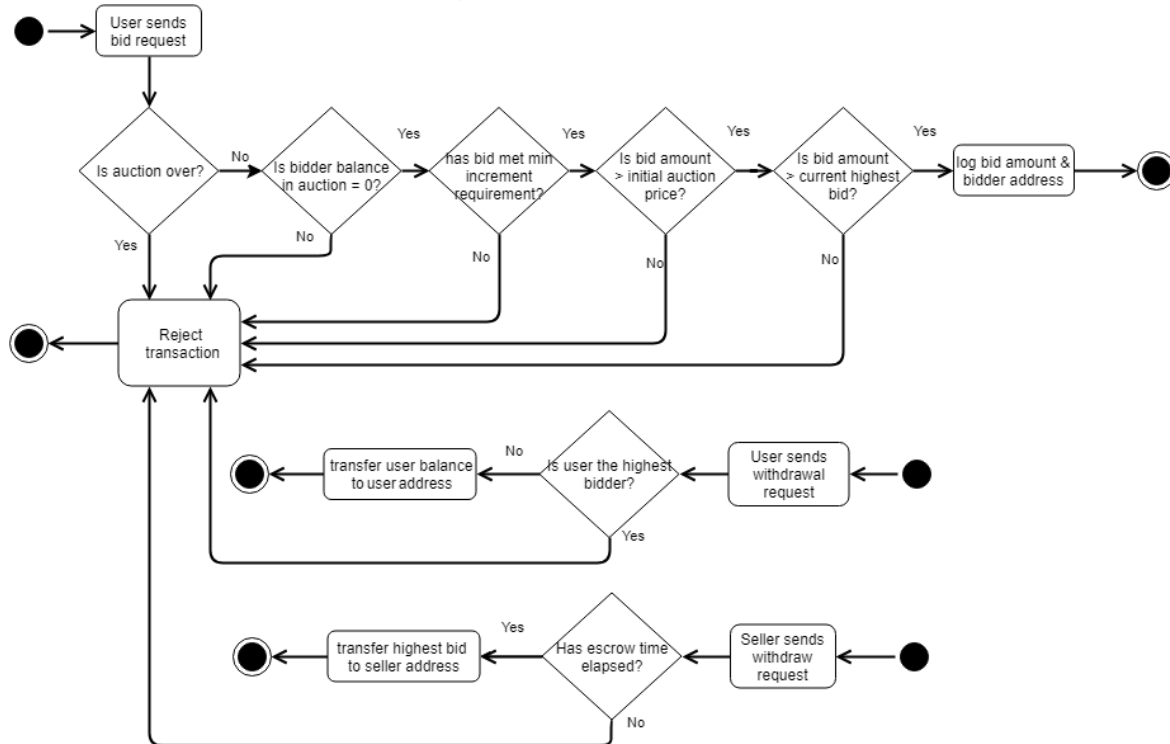 User sends
bid request
Is auction over?
No
Yes
Is bidder balance
in auction = 0?
Yes
No
has bid met min
increment
requirement?
Yes
No
Is bid amount
> initial auction
price?
Yes
No
Is bid amount
> current highest
bid?
Yes
No
log bid amount &
bidder address
Reject
transaction
transfer user balance
to user address
No
Is user the highest
bidder?
Yes
User sends
withdrawal
request
transfer highest bid
to seller address
Yes
Has escrow time
elapsed?
No
Seller sends
withdraw
request